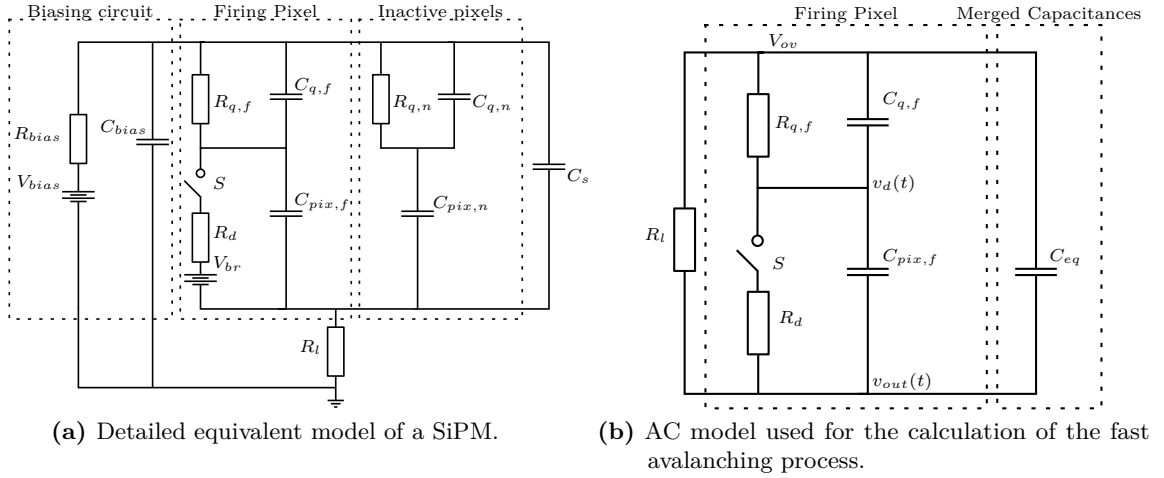 Biasing circuit
Firing Pixel
Inactive pixels
R_{q,f}
C_{q,f}
R_{q,n}
C_{q,n}
R_{bias}
C_{bias}
V_{bias}
S
C_s
C_{pix,f}
C_{pix,n}
R_d
V_{br}
R_l
(a) Detailed equivalent model of a SiPM.
Firing Pixel
Merged Capacitances
V_{ov}
C_{q,f}
R_{q,f}
v_d(t)
R_l
S
C_{pix,f}
C_{eq}
R_d
v_{out}(t)
(b) AC model used for the calculation of the fast
avalanching process.